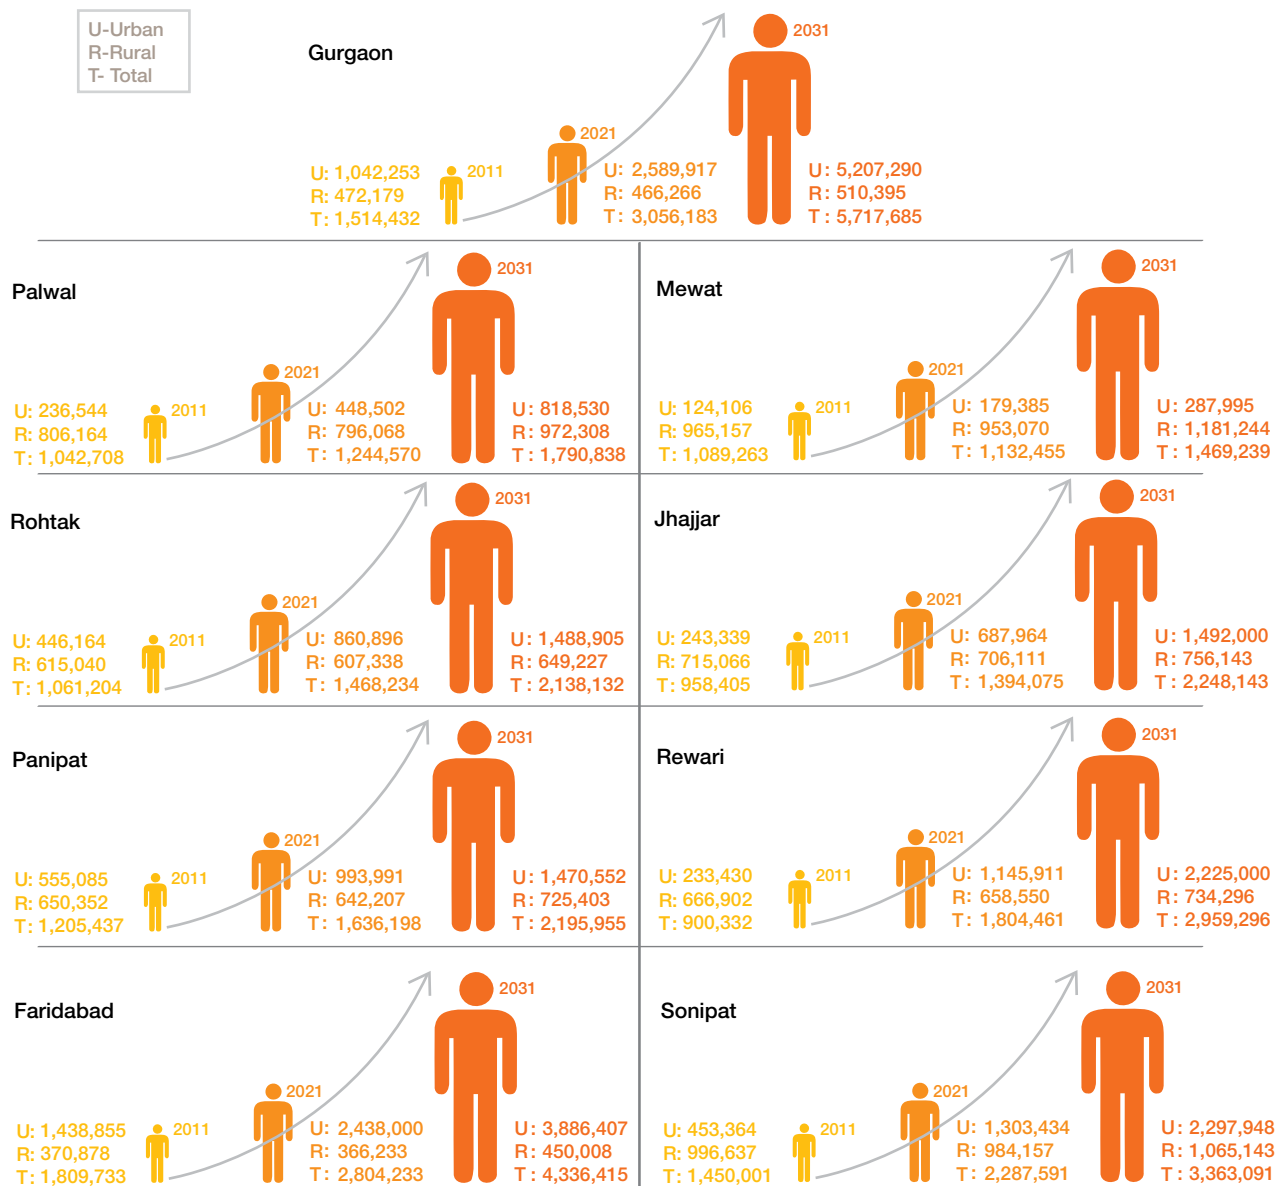 U-Urban
R-Rural
T- Total
Gurgaon
2011
U: 1,042,253
R: 472,179
T: 1,514,432
2021
U: 2,589,917
R: 466,266
T: 3,056,183
2031
U: 5,207,290
R: 510,395
T: 5,717,685
Palwal
2011
U: 236,544
R: 806,164
T: 1,042,708
2021
U: 448,502
R: 796,068
T: 1,244,570
2031
U: 818,530
R: 972,308
T: 1,790,838
Mewat
2011
U: 124,106
R: 965,157
T: 1,089,263
2021
U: 179,385
R: 953,070
T: 1,132,455
2031
U: 287,995
R: 1,181,244
T: 1,469,239
Rohtak
2011
U: 446,164
R: 615,040
T: 1,061,204
2021
U: 860,896
R: 607,338
T: 1,468,234
2031
U: 1,488,905
R: 649,227
T: 2,138,132
Jhajjar
2011
U: 243,339
R: 715,066
T: 958,405
2021
U: 687,964
R: 706,111
T: 1,394,075
2031
U: 1,492,000
R: 756,143
T: 2,248,143
Panipat
2011
U: 555,085
R: 650,352
T: 1,205,437
2021
U: 993,991
R: 642,207
T: 1,636,198
2031
U: 1,470,552
R: 725,403
T: 2,195,955
Rewari
2011
U: 233,430
R: 666,902
T: 900,332
2021
U: 1,145,911
R: 658,550
T: 1,804,461
2031
U: 2,225,000
R: 734,296
T: 2,959,296
Faridabad
2011
U: 1,438,855
R: 370,878
T: 1,809,733
2021
U: 2,438,000
R: 366,233
T: 2,804,233
2031
U: 3,886,407
R: 450,008
T: 4,336,415
Sonipat
2011
U: 453,364
R: 996,637
T: 1,450,001
2021
U: 1,303,434
R: 984,157
T: 2,287,591
2031
U: 2,297,948
R: 1,065,143
T: 3,363,091